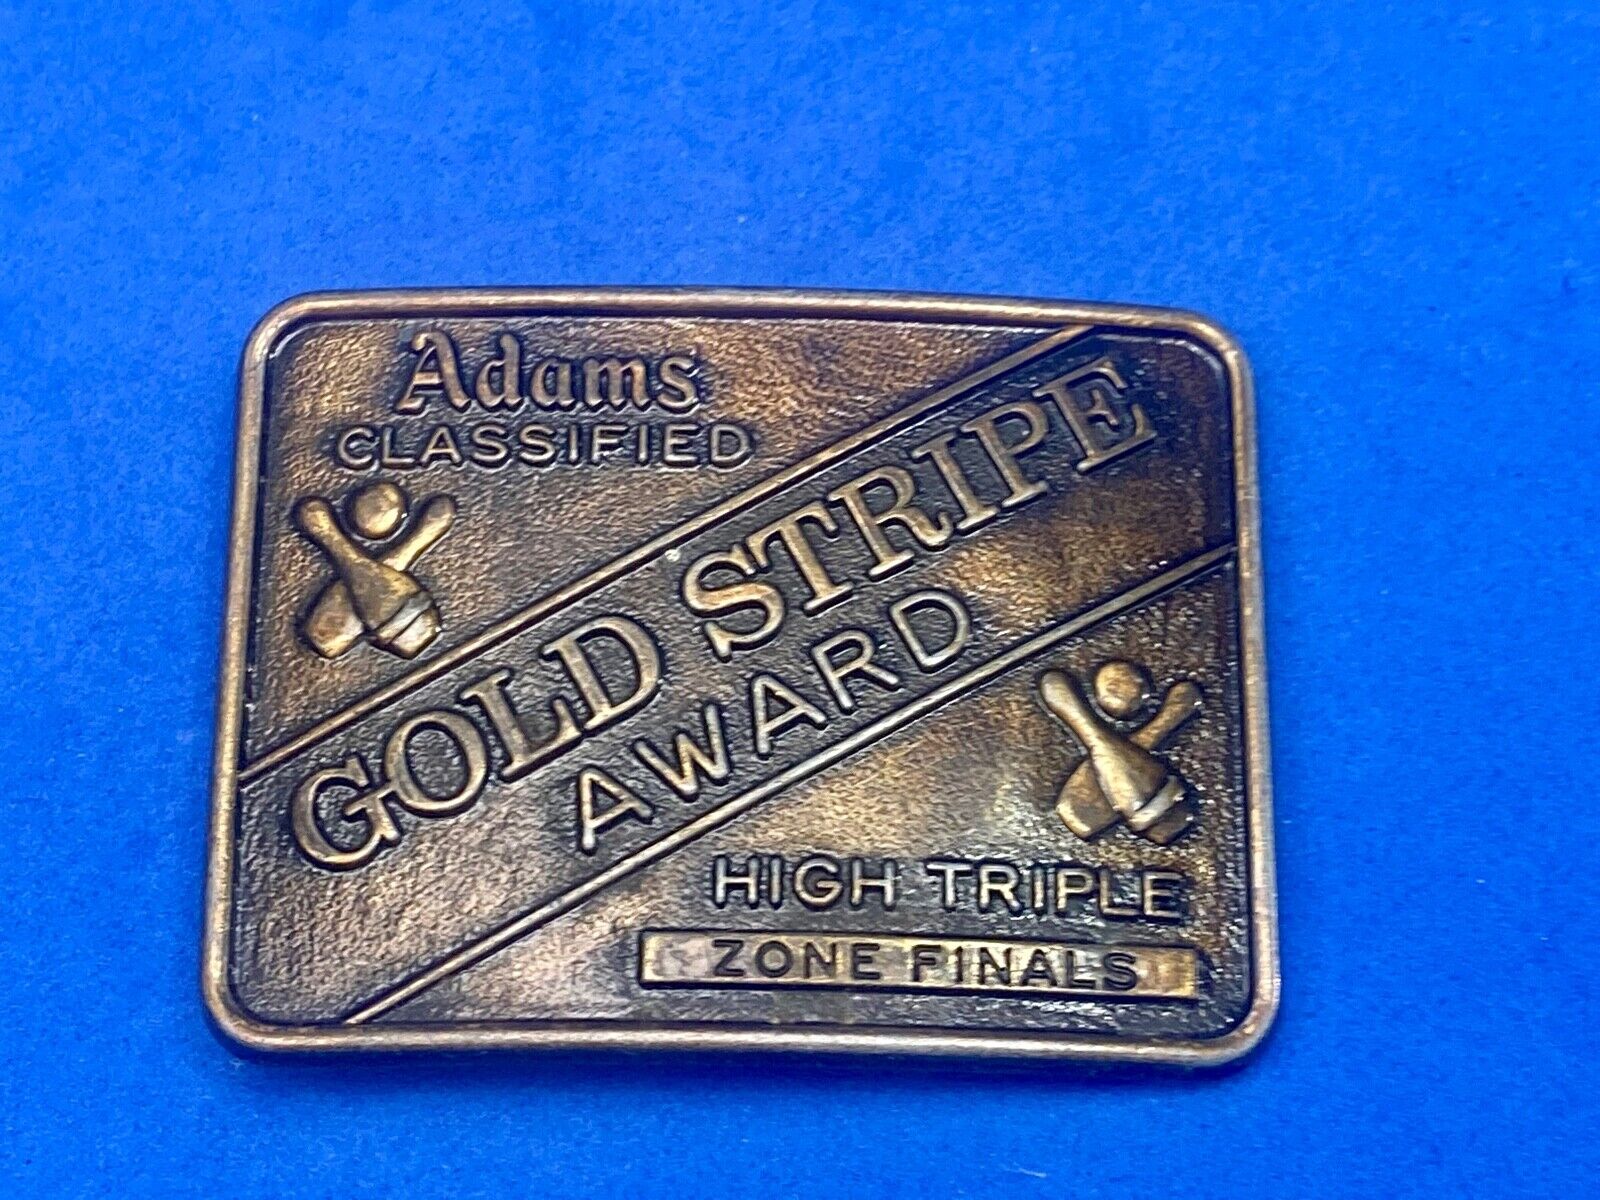 Adams
CLASSIFIED
GOLD STRIPE
AWARD
HIGH TRIPLE
ZONE FINALS